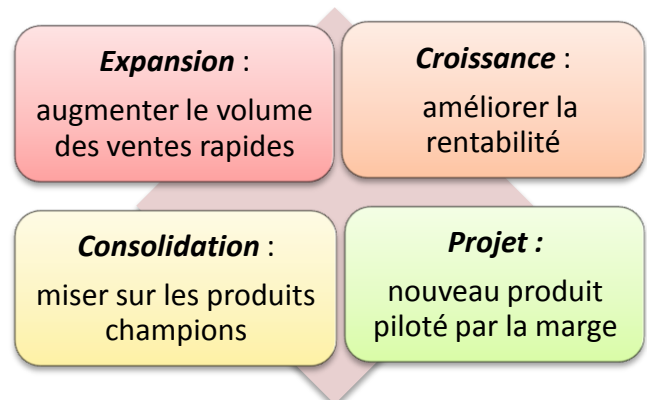 Expansion :
augmenter le volume
des ventes rapides
Croissance :
améliorer la
rentabilité
Consolidation :
miser sur les produits
champions
Projet :
nouveau produit
piloté par la marge